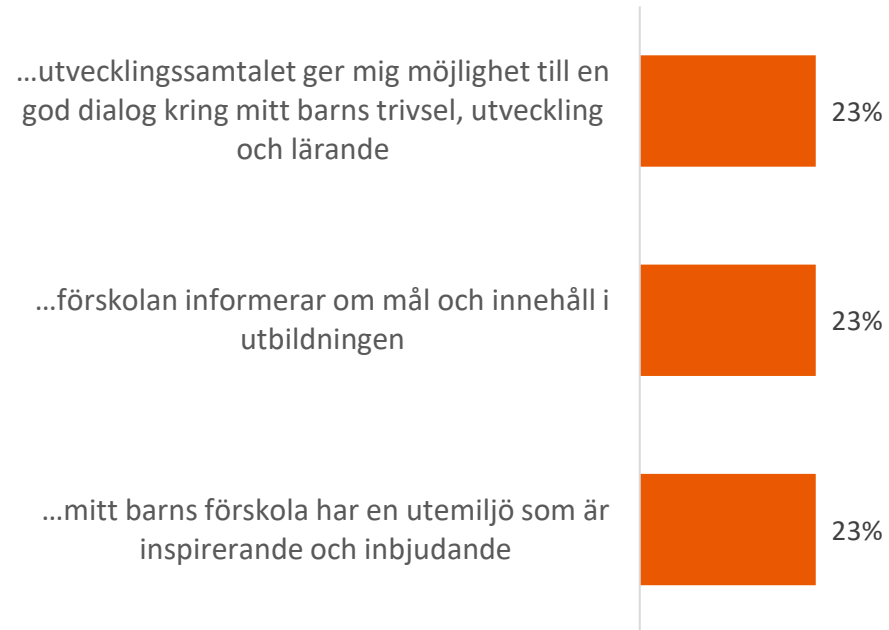 ...utvecklingssamtalet ger mig möjlighet till en
god dialog kring mitt barns trivsel, utveckling
och lärande
23%
...förskolan informerar om mål och innehåll i
utbildningen
23%
...mitt barns förskola har en utemiljö som är
inspirerande och inbjudande
23%